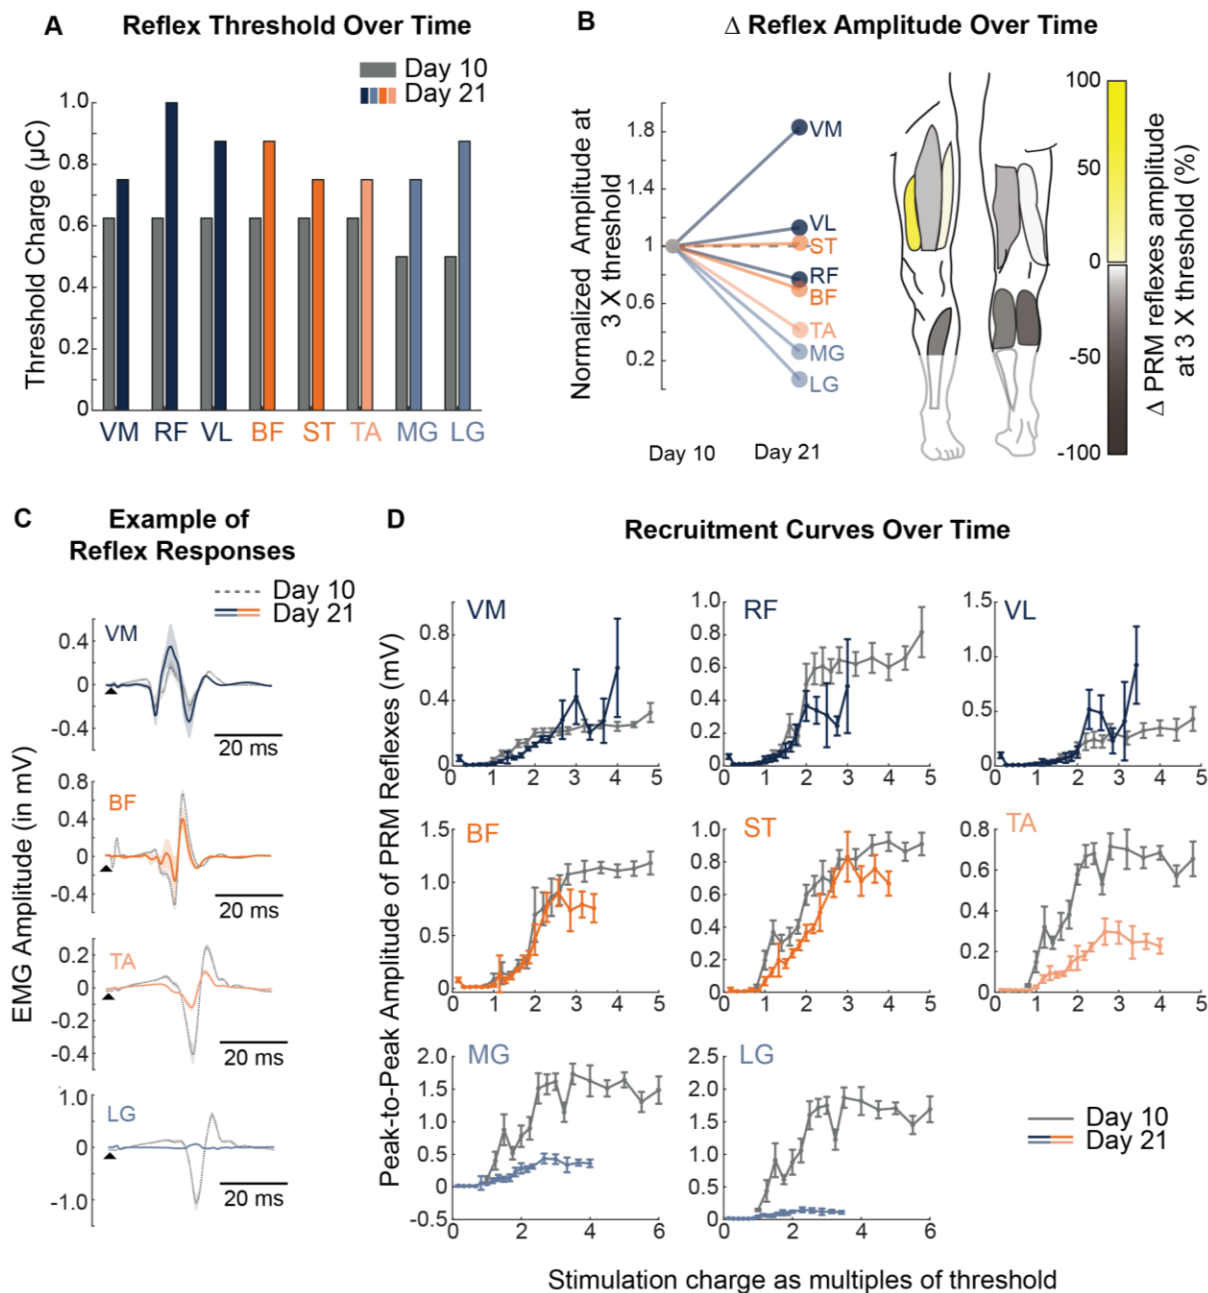 A Reflex Threshold Over Time
Day 10
Day 21
Threshold Charge (μC)
1.0
0.8
0.6
0.4
0.2
0
VM RF VL BF ST TA MG LG
B Δ Reflex Amplitude Over Time
Normalized Amplitude at
3 X threshold
1.8
1.4
1
0.6
0.2
VM
VL
ST
RF
BF
TA
MG
LG
Day 10 Day 21
100
50
0
-50
-100
Δ PRM reflexes amplitude
at 3 X threshold (%)
C Example of
Reflex Responses
Day 10
Day 21
EMG Amplitude (in mV)
VM
0.4
0
-0.4
20 ms
BF
0.8
0.4
0
-0.4
20 ms
TA
0.2
0
-0.2
-0.4
20 ms
LG
1.0
0
-1.0
20 ms
D Recruitment Curves Over Time
Peak-to-Peak Amplitude of PRM Reflexes (mV)
VM
0.8
0.4
0
0 1 2 3 4 5
RF
1.0
0.8
0.6
0.4
0.2
0
0 1 2 3 4 5
VL
1.5
1.0
0.5
0
0 1 2 3 4 5
BF
1.5
1.0
0.5
0
0 1 2 3 4 5
ST
1.0
0.8
0.6
0.4
0.2
0
0 1 2 3 4 5
TA
0.8
0.6
0.4
0.2
0
0 1 2 3 4 5
MG
2.0
1.5
1.0
0.5
0
-0.5
0 2 4 6
LG
2.5
2.0
1.5
1.0
0.5
0
0 2 4 6
Day 10
Day 21
Stimulation charge as multiples of threshold